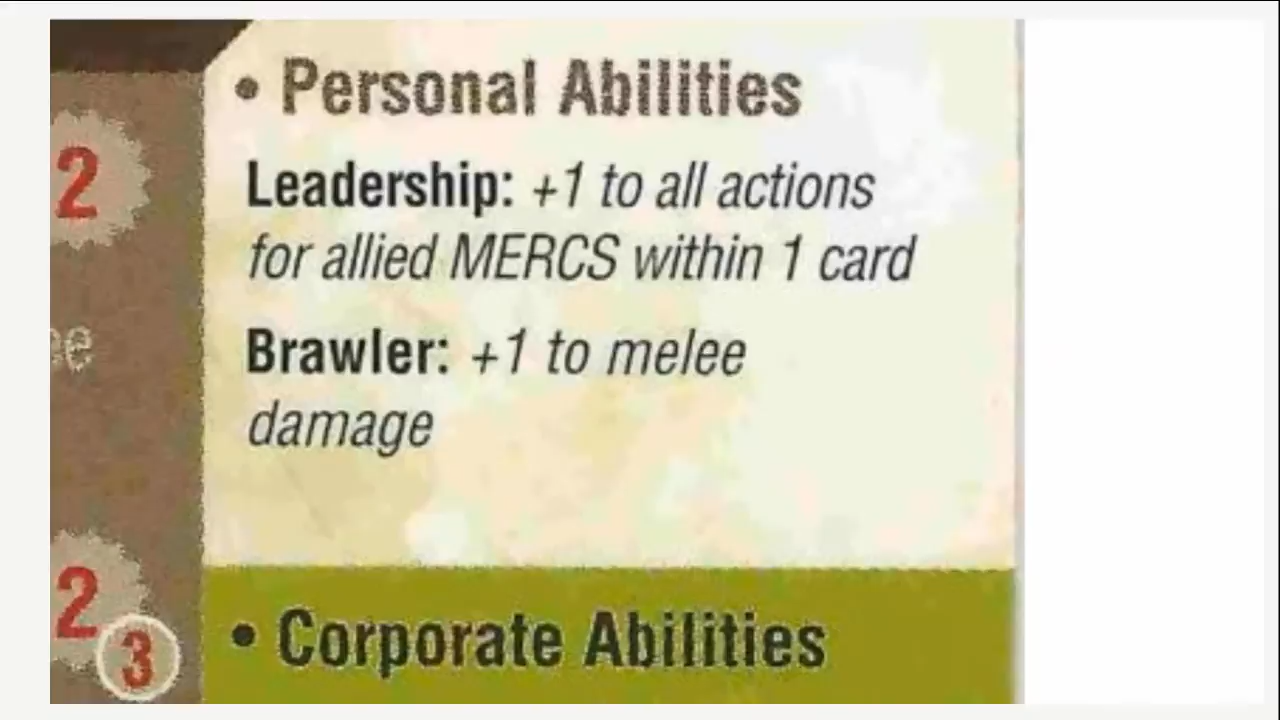 • Personal Abilities
2
Leadership: +1 to all actions
for allied MERCS within 1 card
Brawler: +1 to melee
damage
2
3
• Corporate Abilities